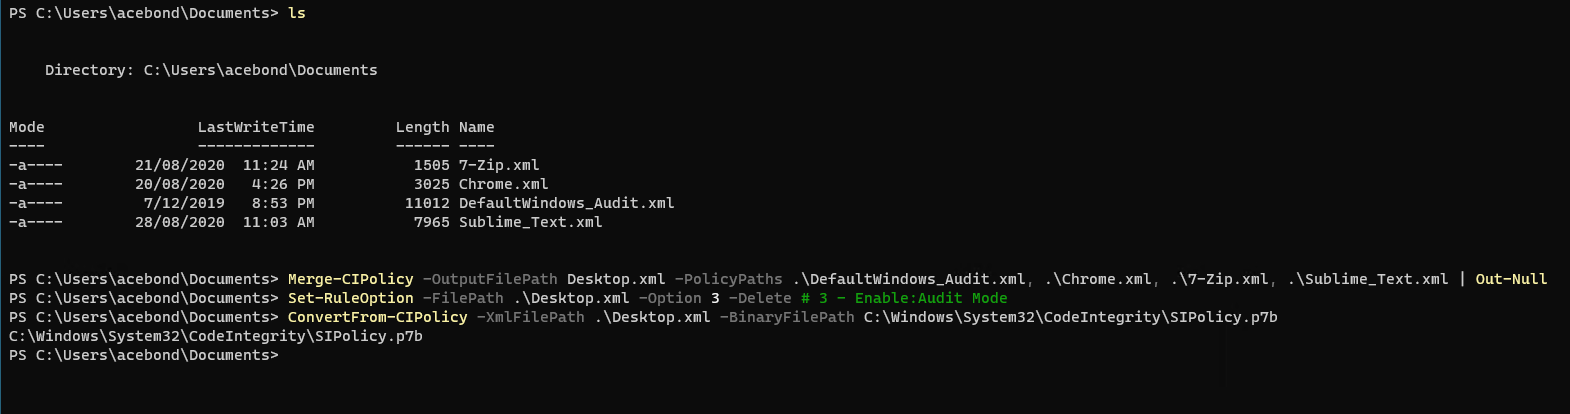 PS C:\Users\acebond\Documents> ls
Directory: C:\Users\acebond\Documents
Mode                 LastWriteTime         Length Name
----                 -------------         ------ ----
-a----        21/08/2020  11:24 AM           1505 7-Zip.xml
-a----        20/08/2020   4:26 PM           3025 Chrome.xml
-a----         7/12/2019   8:53 PM          11012 DefaultWindows_Audit.xml
-a----        28/08/2020  11:03 AM           7965 Sublime_Text.xml
PS C:\Users\acebond\Documents> Merge-CIPolicy -OutputFilePath Desktop.xml -PolicyPaths .\DefaultWindows_Audit.xml, .\Chrome.xml, .\7-Zip.xml, .\Sublime_Text.xml | Out-Null
PS C:\Users\acebond\Documents> Set-RuleOption -FilePath .\Desktop.xml -Option 3 -Delete # 3 - Enable:Audit Mode
PS C:\Users\acebond\Documents> ConvertFrom-CIPolicy -XmlFilePath .\Desktop.xml -BinaryFilePath C:\Windows\System32\CodeIntegrity\SIPolicy.p7b
C:\Windows\System32\CodeIntegrity\SIPolicy.p7b
PS C:\Users\acebond\Documents>